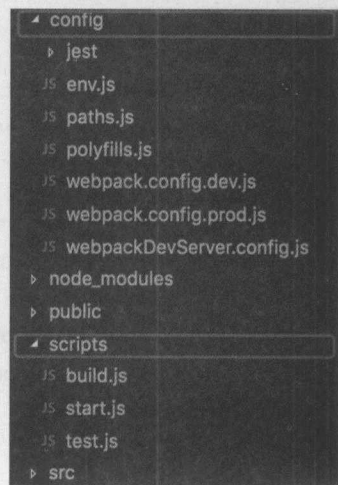 config
jest
JS env.js
JS paths.js
JS polyfills.js
JS webpack.config.dev.js
JS webpack.config.prod.js
JS webpackDevServer.config.js
node_modules
public
scripts
JS build.js
JS start.js
JS test.js
src